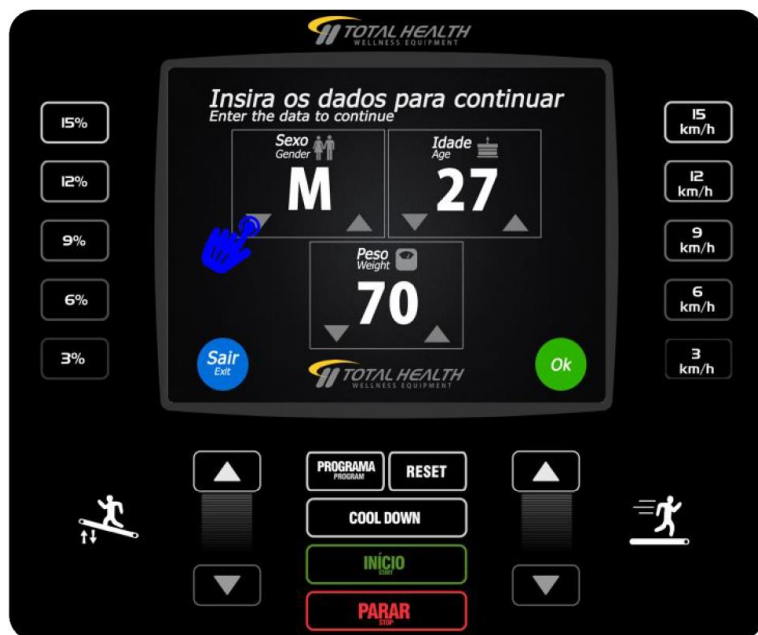 TOTAL HEALTH
WELLNESS EQUIPMENT
Insira os dados para continuar
Enter the data to continue
Sexo
Gender
M
Idade
Age
27
Peso
Weight
70
Sair
Exit
TOTAL HEALTH
WELLNESS EQUIPMENT
Ok
15%
12%
9%
6%
3%
15
km/h
12
km/h
9
km/h
6
km/h
3
km/h
PROGRAMA
PROGRAM
RESET
COOL DOWN
INÍCIO
START
PARAR
STOP